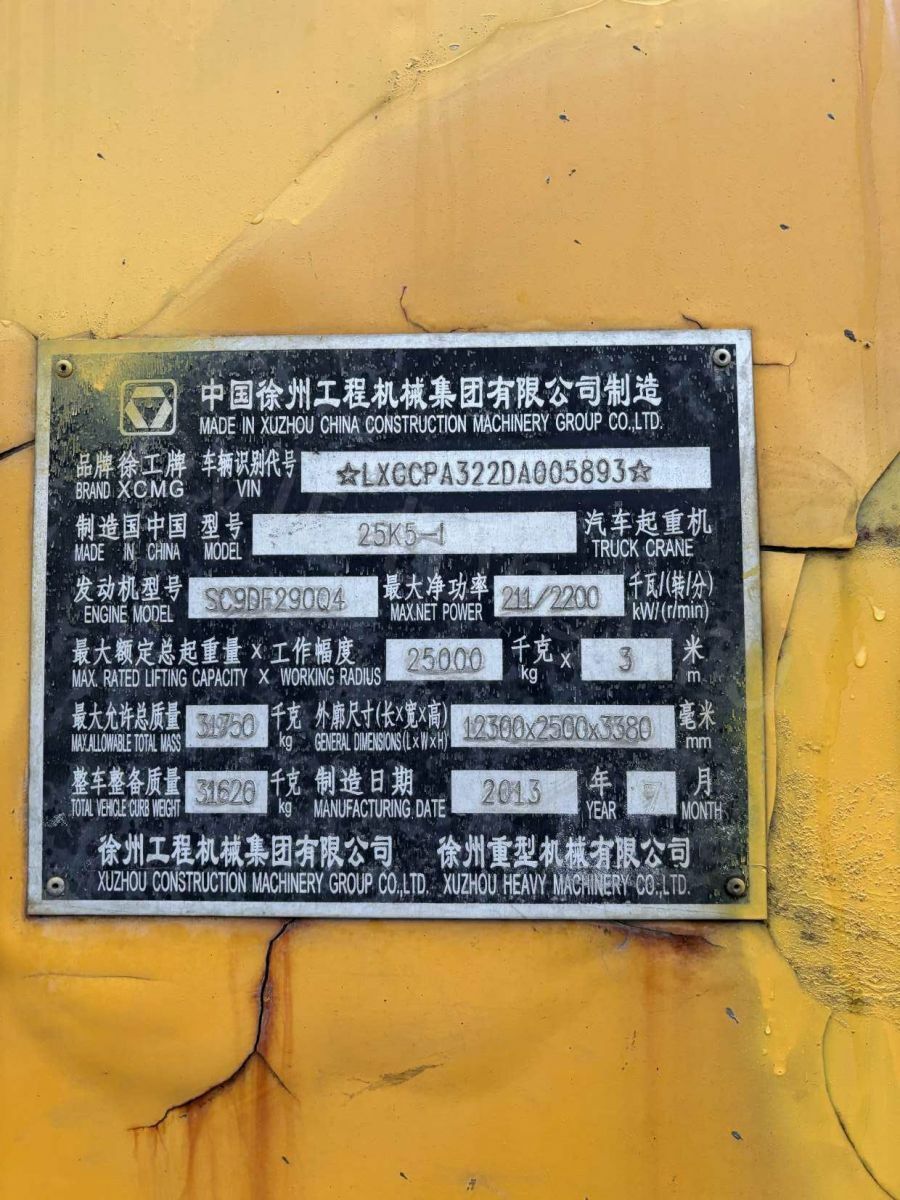 中国徐州工程机械集团有限公司制造
MADE IN XUZHOU CHINA CONSTRUCTION MACHINERY GROUP CO.,LTD.
品牌 徐工牌 车辆识别代号 ☆LXGCPA322DA005893☆
BRAND XCMG VIN
制造国中国 型号 25K5-1 汽车起重机
MADE IN CHINA MODEL TRUCK CRANE
发动机型号 SC9DF290Q4 最大净功率 211/2200 千瓦/(转/分)
ENGINE MODEL MAX.NET POWER kW/(r/min)
最大额定总起重量 × 工作幅度 25000 千克 × 3 米
MAX. RATED LIFTING CAPACITY X WORKING RADIUS kg m
最大允许总质量 31750 千克 外廓尺寸(长×宽×高) 12300x2500x3380 毫米
MAX.ALLOWABLE TOTAL MASS kg GENERAL DIMENSIONS(LxWxH) mm
整车整备质量 31620 千克 制造日期 2013 年 月
TOTAL VEHICLE CURB WEIGHT kg MANUFACTURING DATE YEAR MONTH
徐州工程机械集团有限公司 徐州重型机械有限公司
XUZHOU CONSTRUCTION MACHINERY GROUP CO.,LTD. XUZHOU HEAVY MACHINERY CO.,LTD.